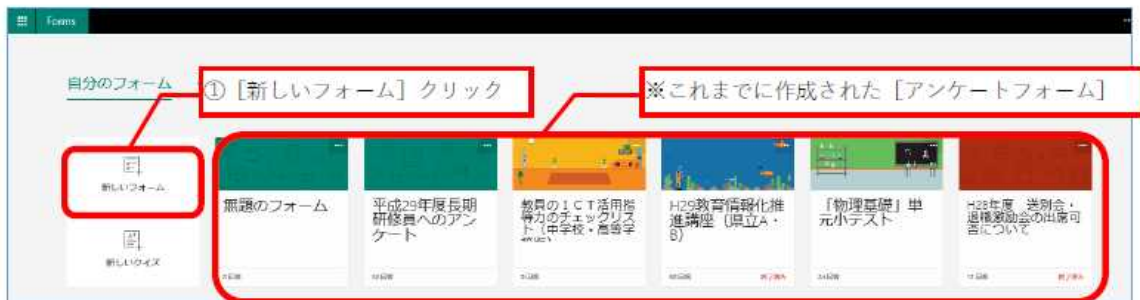 Forms
自分のフォーム
① [新しいフォーム] クリック
※これまでに作成された [アンケートフォーム]
新しいフォーム
新しいクイズ
無題のフォーム
平成29年度長期
研修員へのアン
ケート
教員のICT活用指
導力のチェックリス
ト (中学校・高等学
H29教育情報化推
進講座 (県立A・
B)
「物理基礎」単
元小テスト
H28年度 送別会・
退職激励会の出席可
否について